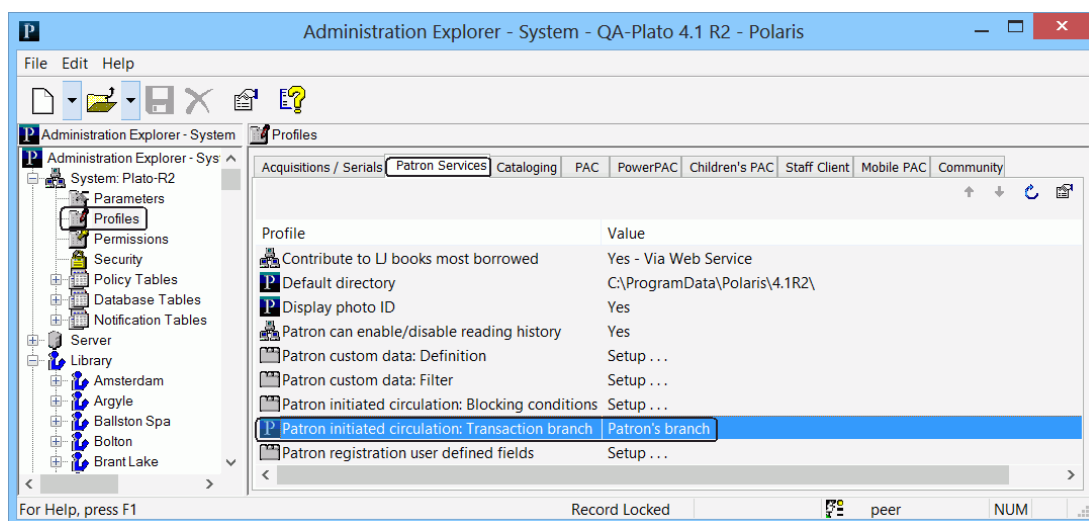 Administration Explorer - System - QA-Plato 4.1 R2 - Polaris
File Edit Help
Administration Explorer - System
Profiles
Administration Explorer - Sys
System: Plato-R2
Parameters
Profiles
Permissions
Security
Policy Tables
Database Tables
Notification Tables
Server
Library
Amsterdam
Argyle
Ballston Spa
Bolton
Brant Lake
Acquisitions / Serials Patron Services Cataloging PAC PowerPAC Children's PAC Staff Client Mobile PAC Community
Profile Value
Contribute to LJ books most borrowed Yes - Via Web Service
Default directory C:\ProgramData\Polaris\4.1R2\
Display photo ID Yes
Patron can enable/disable reading history Yes
Patron custom data: Definition Setup . . .
Patron custom data: Filter Setup . . .
Patron initiated circulation: Blocking conditions Setup . . .
Patron initiated circulation: Transaction branch Patron's branch
Patron registration user defined fields Setup . . .
For Help, press F1 Record Locked peer NUM